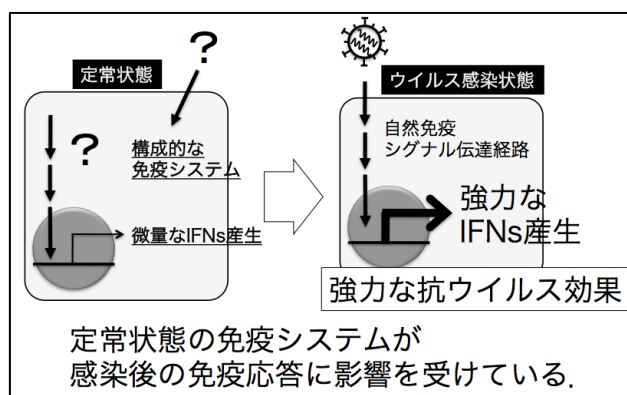 ?
定常状態
?
構成的な
免疫システム
微量なIFNs産生
ウイルス感染状態
自然免疫
シグナル伝達経路
強力な
IFNs産生
強力な抗ウイルス効果
定常状態の免疫システムが
感染後の免疫応答に影響を受けている.